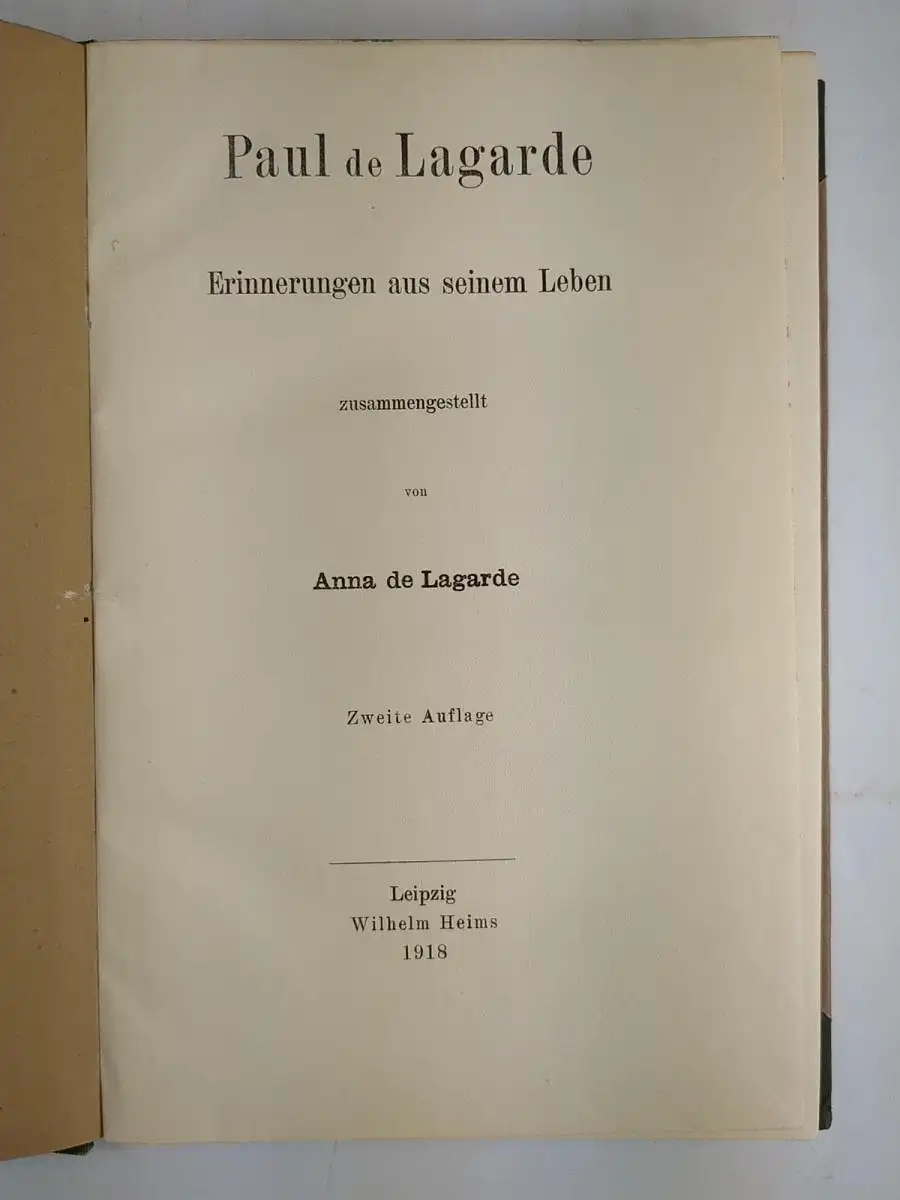 Paul de Lagarde
Erinnerungen aus seinem Leben
zusammengestellt
von
Anna de Lagarde
Zweite Auflage
Leipzig
Wilhelm Heims
1918